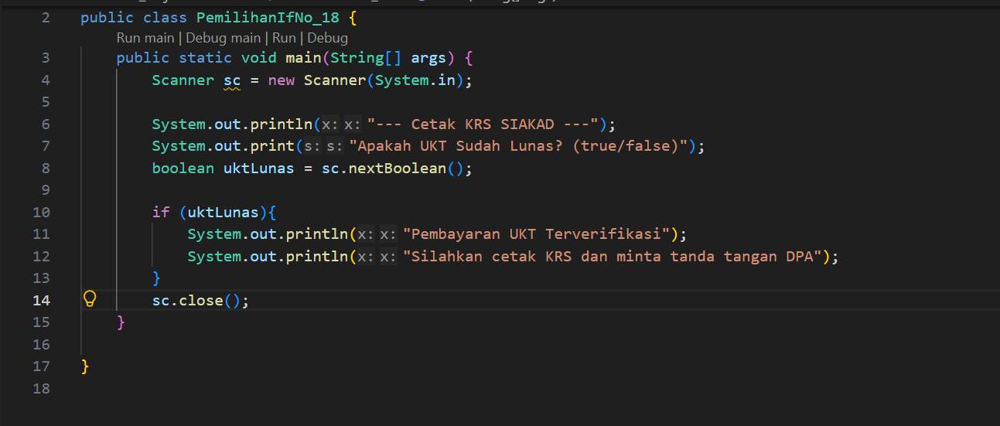 2 public class PemilihanIfNo_18 {
Run main | Debug main | Run | Debug
3 public static void main(String[] args) {
4 Scanner sc = new Scanner(System.in);
5
6 System.out.println(x: x: "--- Cetak KRS SIAKAD ---");
7 System.out.print(s: s: "Apakah UKT Sudah Lunas? (true/false)");
8 boolean uktLunas = sc.nextBoolean();
9
10 if (uktLunas){
11 System.out.println(x: x: "Pembayaran UKT Terverifikasi");
12 System.out.println(x: x: "Silahkan cetak KRS dan minta tanda tangan DPA");
13 }
14 sc.close();
15 }
16
17 }
18